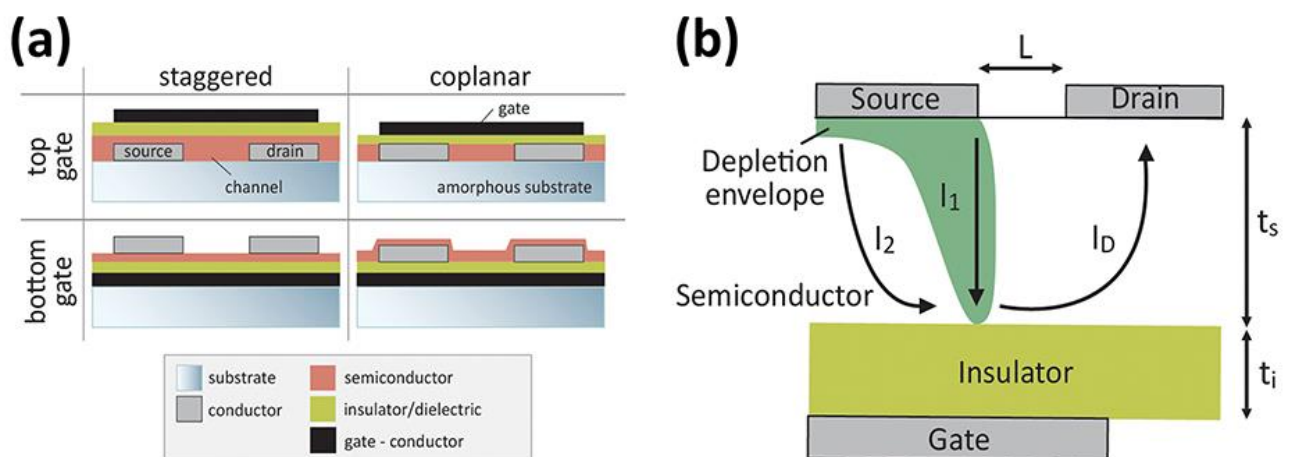 (a)
staggered
coplanar
top gate
gate
source
drain
channel
amorphous substrate
bottom gate
substrate
conductor
semiconductor
insulator/dielectric
gate - conductor
(b)
L
Source
Drain
Depletion
envelope
I1
I2
ID
ts
Semiconductor
Insulator
ti
Gate